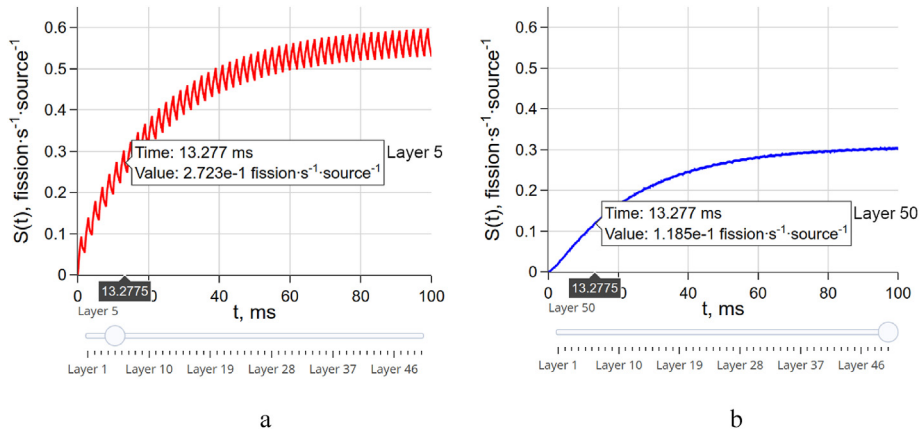 0.6
0.5
0.4
0.3
0.2
0.1
0
S(t), fission·s⁻¹·source⁻¹
Time: 13.277 ms
Value: 2.723e-1 fission·s⁻¹·source⁻¹
Layer 5
13.2775
0 20 40 60 80 100
t, ms
Layer 5
Layer 1 Layer 10 Layer 19 Layer 28 Layer 37 Layer 46
a
0.6
0.5
0.4
0.3
0.2
0.1
0
S(t), fission·s⁻¹·source⁻¹
Time: 13.277 ms
Value: 1.185e-1 fission·s⁻¹·source⁻¹
Layer 50
13.2775
0 20 40 60 80 100
t, ms
Layer 50
Layer 1 Layer 10 Layer 19 Layer 28 Layer 37 Layer 46
b